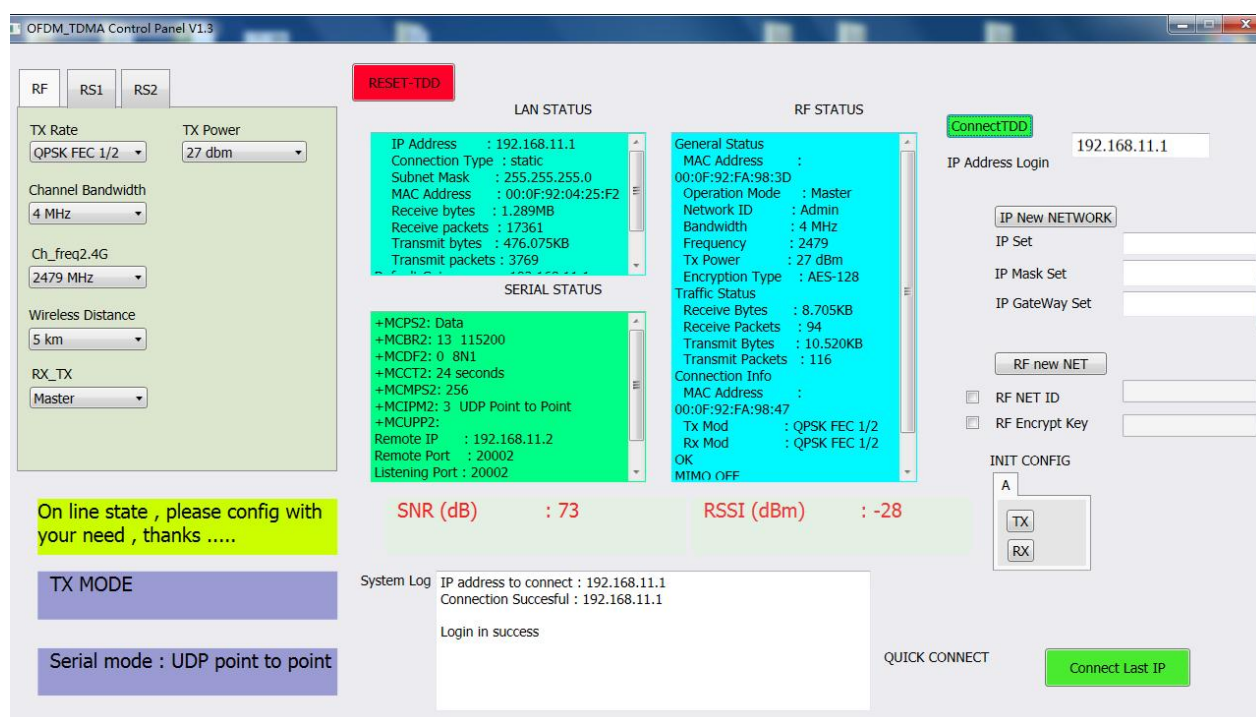 OFDM_TDMA Control Panel V1.3
RF
RS1
RS2
TX Rate
TX Power
QPSK FEC 1/2
27 dbm
Channel Bandwidth
4 MHz
Ch_freq2.4G
2479 MHz
Wireless Distance
5 km
RX_TX
Master
On line state , please config with
your need , thanks .....
TX MODE
Serial mode : UDP point to point
RESET-TDD
LAN STATUS
IP Address : 192.168.11.1
Connection Type : static
Subnet Mask : 255.255.255.0
MAC Address : 00:0F:92:04:25:F2
Receive bytes : 1.289MB
Receive packets : 17361
Transmit bytes : 476.075KB
Transmit packets : 3769
SERIAL STATUS
+MCPS2: Data
+MCBR2: 13 115200
+MCDF2: 0 8N1
+MCCT2: 24 seconds
+MCMPS2: 256
+MCIPM2: 3 UDP Point to Point
+MCUPP2:
Remote IP : 192.168.11.2
Remote Port : 20002
Listening Port : 20002
RF STATUS
General Status
MAC Address :
00:0F:92:FA:98:3D
Operation Mode : Master
Network ID : Admin
Bandwidth : 4 MHz
Frequency : 2479
Tx Power : 27 dBm
Encryption Type : AES-128
Traffic Status
Receive Bytes : 8.705KB
Receive Packets : 94
Transmit Bytes : 10.520KB
Transmit Packets : 116
Connection Info
MAC Address :
00:0F:92:FA:98:47
Tx Mod : QPSK FEC 1/2
Rx Mod : QPSK FEC 1/2
OK
MIMO OFF
SNR (dB) : 73
RSSI (dBm) : -28
System Log
IP address to connect : 192.168.11.1
Connection Succesful : 192.168.11.1
Login in success
ConnectTDD
IP Address Login
192.168.11.1
IP New NETWORK
IP Set
IP Mask Set
IP GateWay Set
RF new NET
RF NET ID
RF Encrypt Key
INIT CONFIG
A
TX
RX
QUICK CONNECT
Connect Last IP